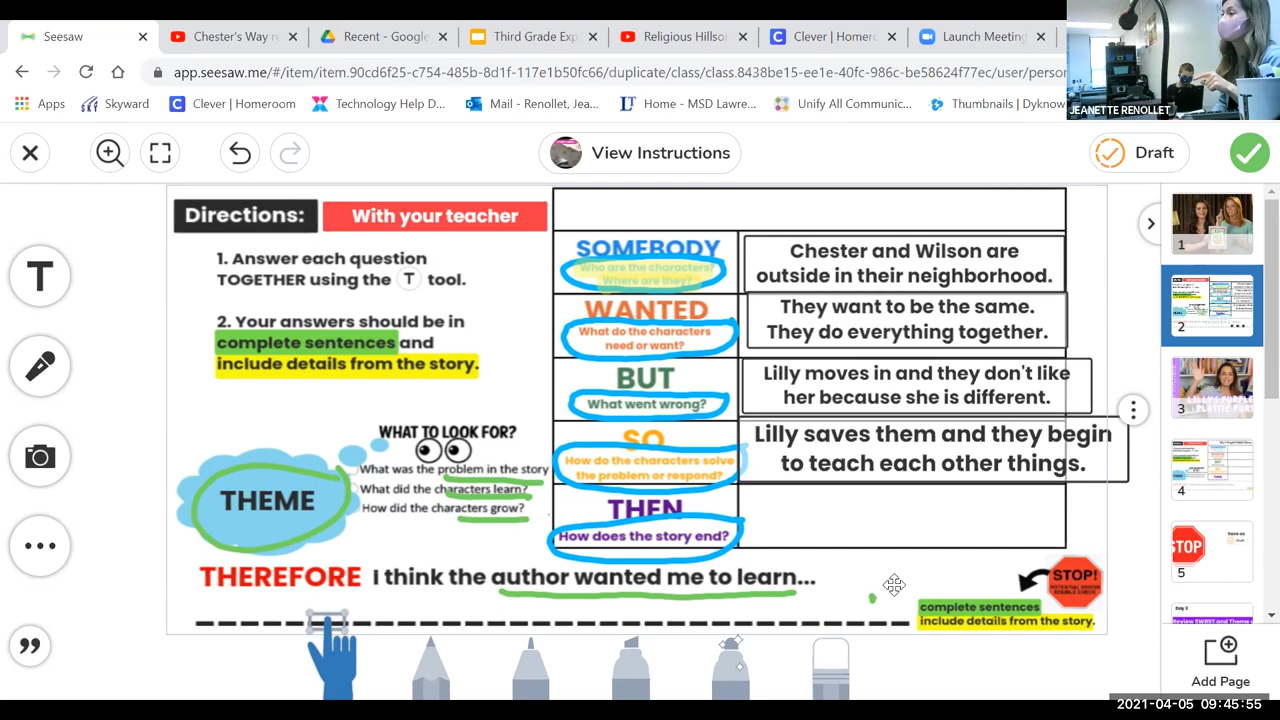 Seesaw
Chester's Way r
Recent - Google
Third Grade Exp
Religious Hillso
Clever | Homero
Launch Meeting
JEANETTE RENOLLET
app.seesaw.me/#/item/item.90cd6f25-c754-485b-8d1f-117e1b20fc66/duplicate/class/class.8438be15-ee1e-40fc-986c-be58624f77ec/user/person
Apps
Skyward
Clever | Homeroom
Technology Help D...
Mail - Renollet, Jea...
Home - MSD Lawre...
Unify All Communic...
Thumbnails | Dyknow
View Instructions
Draft
Directions:
With your teacher
1. Answer each question
TOGETHER using the T tool.
2. Your answers should be in
complete sentences and
include details from the story.
SOMEBODY
Who are the characters?
Where are they?
Chester and Wilson are
outside in their neighborhood.
WANTED
What do the characters
need or want?
They want to be the same.
They do everything together.
BUT
What went wrong?
Lilly moves in and they don't like
her because she is different.
SO
How do the characters solve
the problem or respond?
Lilly saves them and they begin
to teach each other things.
THEN
How does the story end?
WHAT TO LOOK FOR?
What was the problem in the story
What did the characters learn?
How did the characters grow?
THEME
THEREFORE I think the author wanted me to learn...
STOP!
complete sentences
include details from the story.
T
1
2
3
4
STOP
5
Day 3
Add Page
2021-04-05 09:45:55